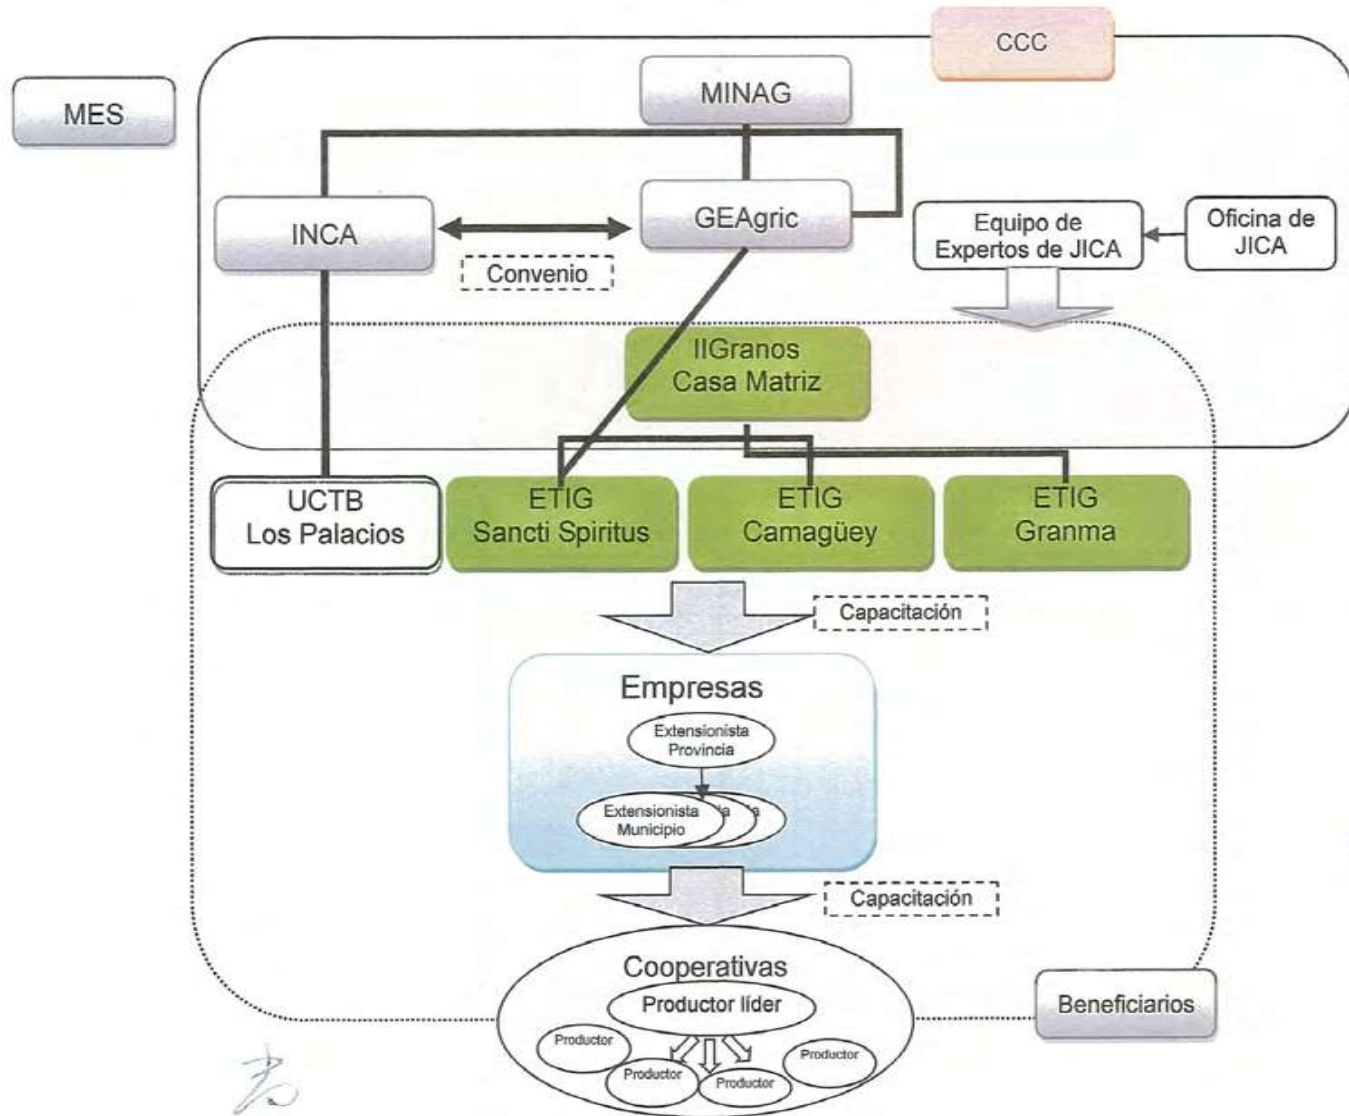 CCC
MES
MINAG
INCA
GEAgric
Convenio
Equipo de
Expertos de JICA
Oficina de
JICA
IIGranos
Casa Matriz
UCTB
Los Palacios
ETIG
Sancti Spiritus
ETIG
Camagüey
ETIG
Granma
Capacitación
Empresas
Extensionista
Provincia
Extensionista
Municipio
Capacitación
Cooperativas
Productor líder
Productor
Productor
Productor
Productor
Beneficiarios